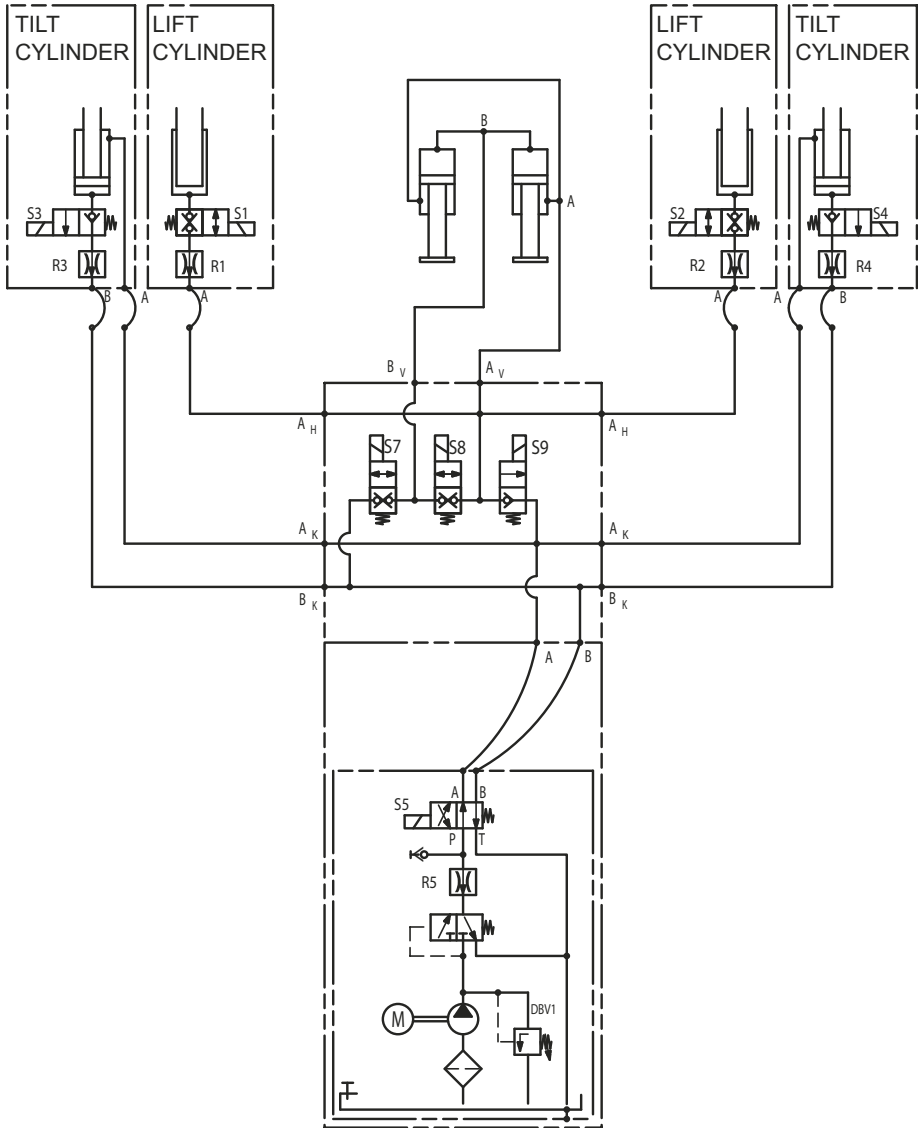 TILT
CYLINDER
LIFT
CYLINDER
LIFT
CYLINDER
TILT
CYLINDER
B
A
S3
S1
S2
S4
R3
R1
R2
R4
B
A
A
A
A
B
B V
A V
A H
A H
S7
S8
S9
A K
A K
B K
B K
A
B
A
B
S5
P
T
R5
DBV1
M